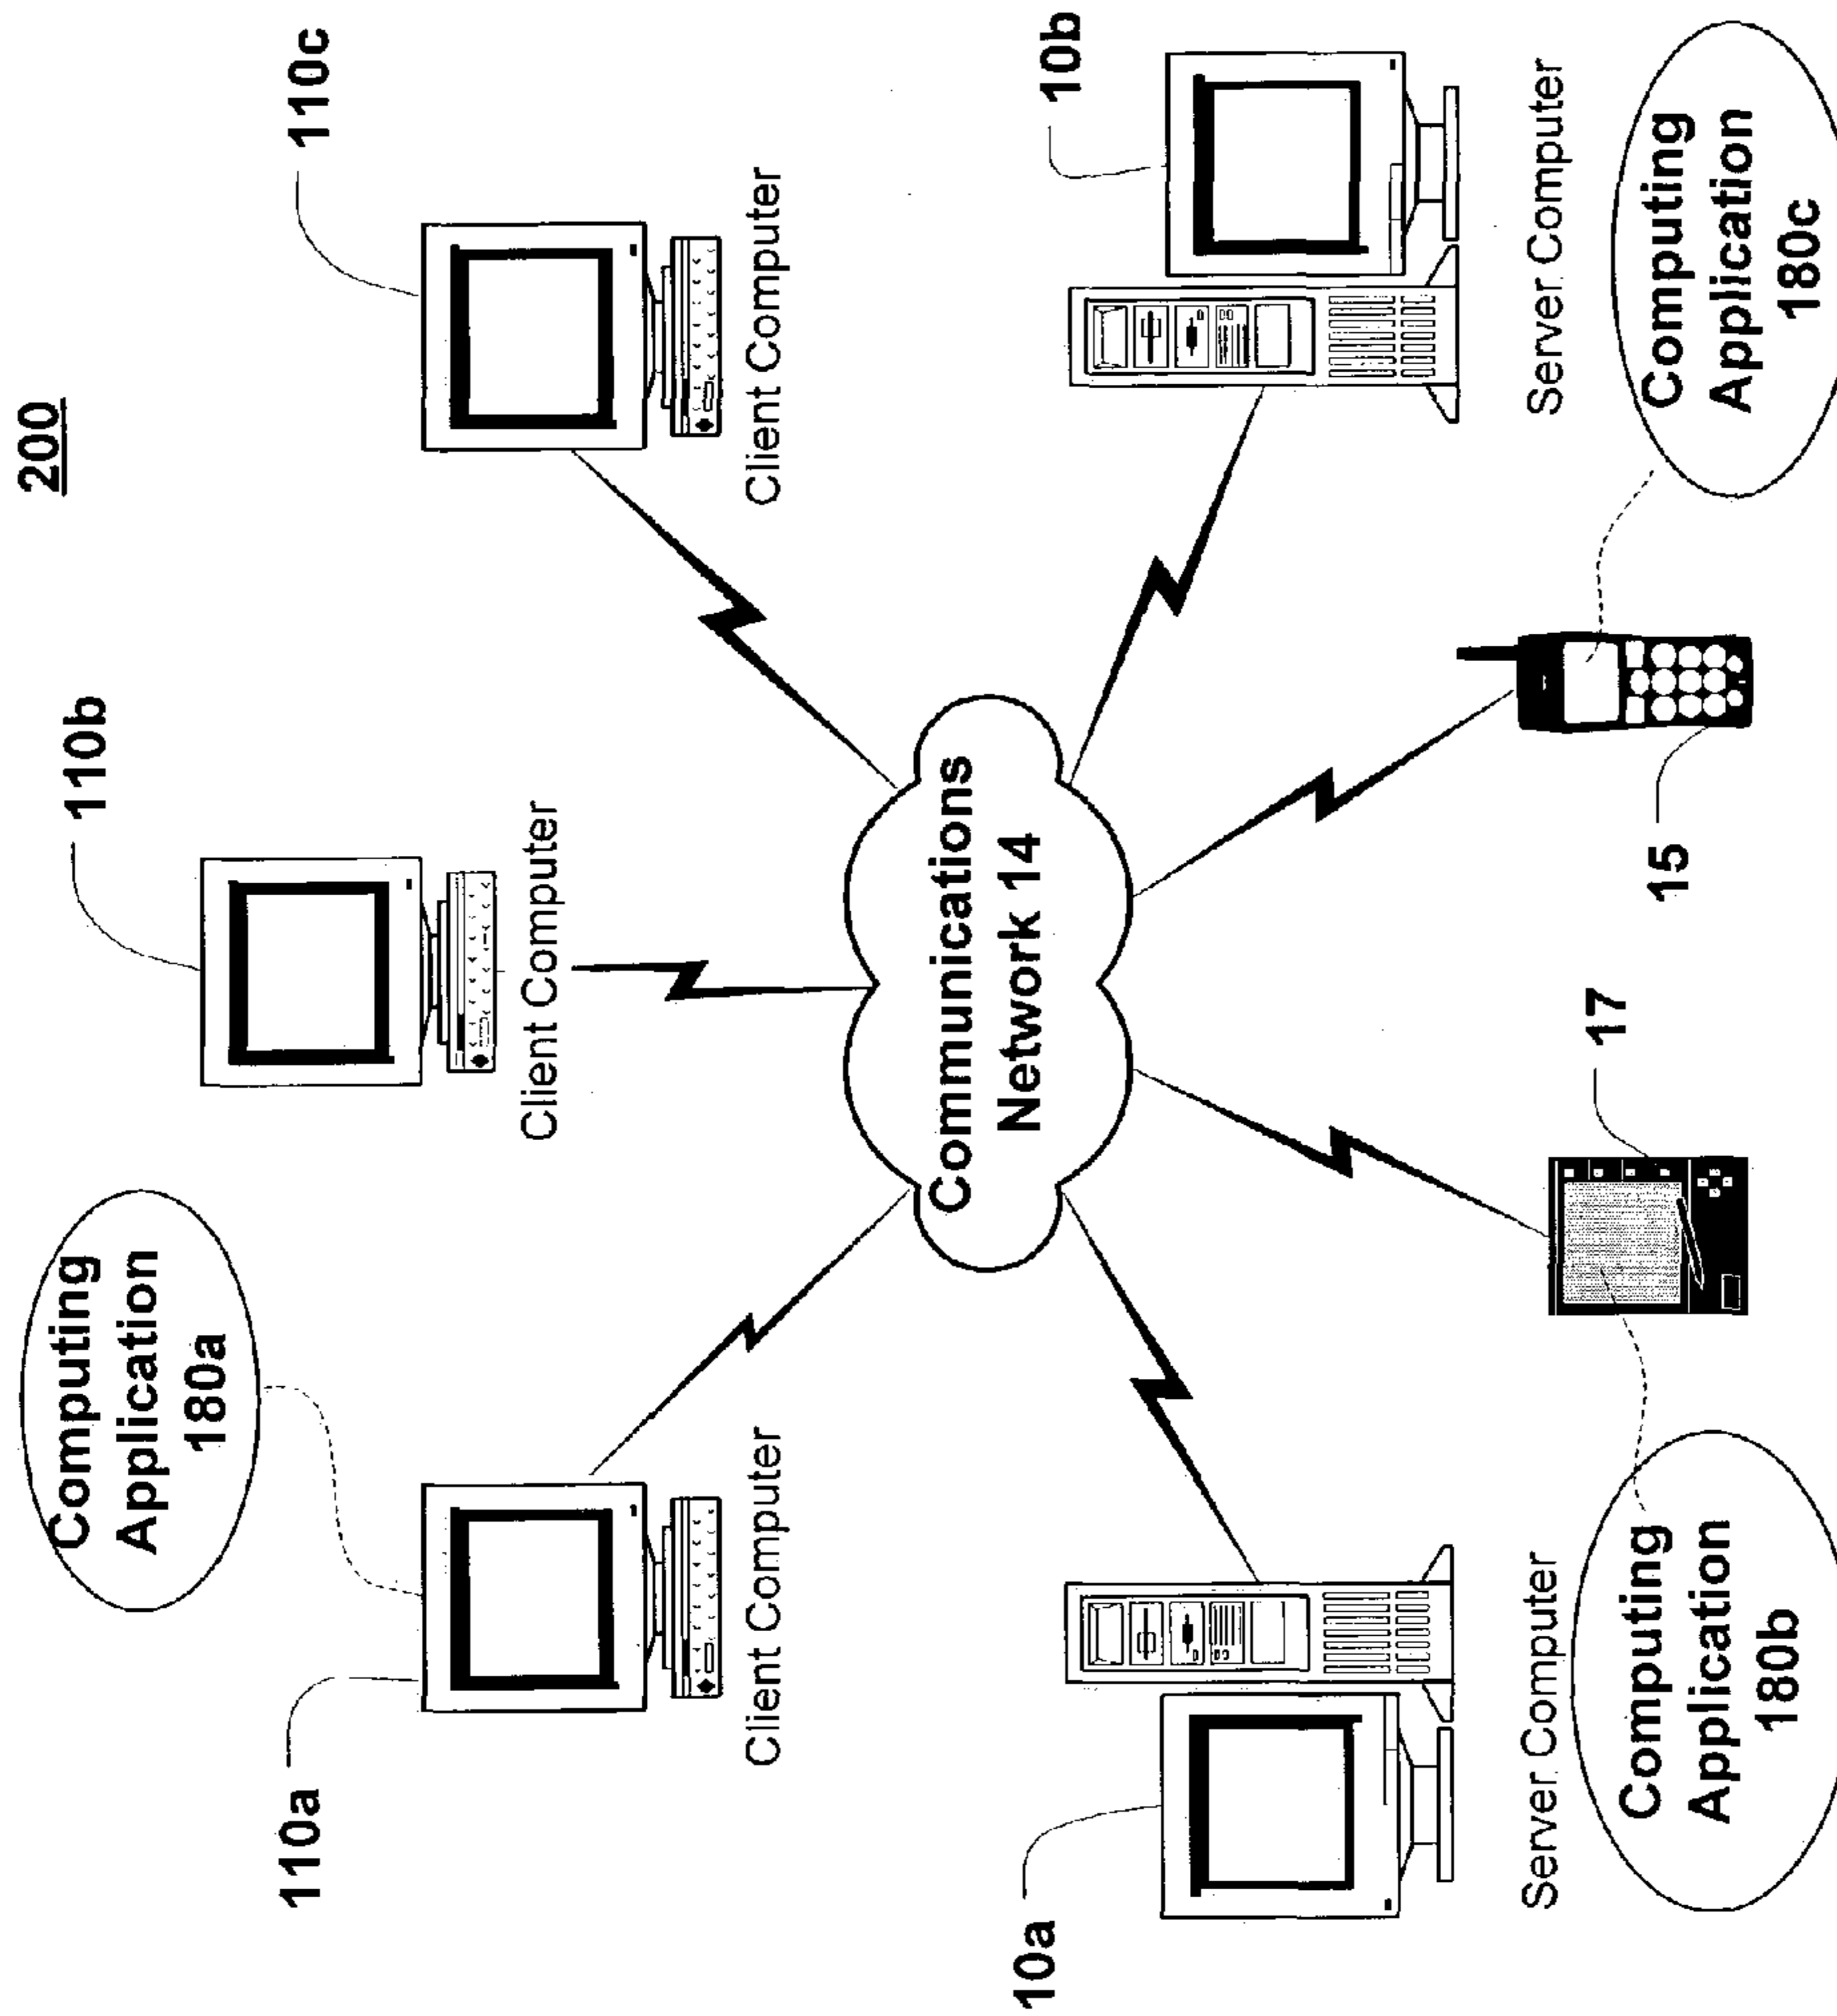 200
Computing
Application
180a
110a
Client Computer
110b
Client Computer
110c
Client Computer
Communications
Network 14
10a
Server Computer
Computing
Application
180b
17
15
10b
Server Computer
Computing
Application
180c